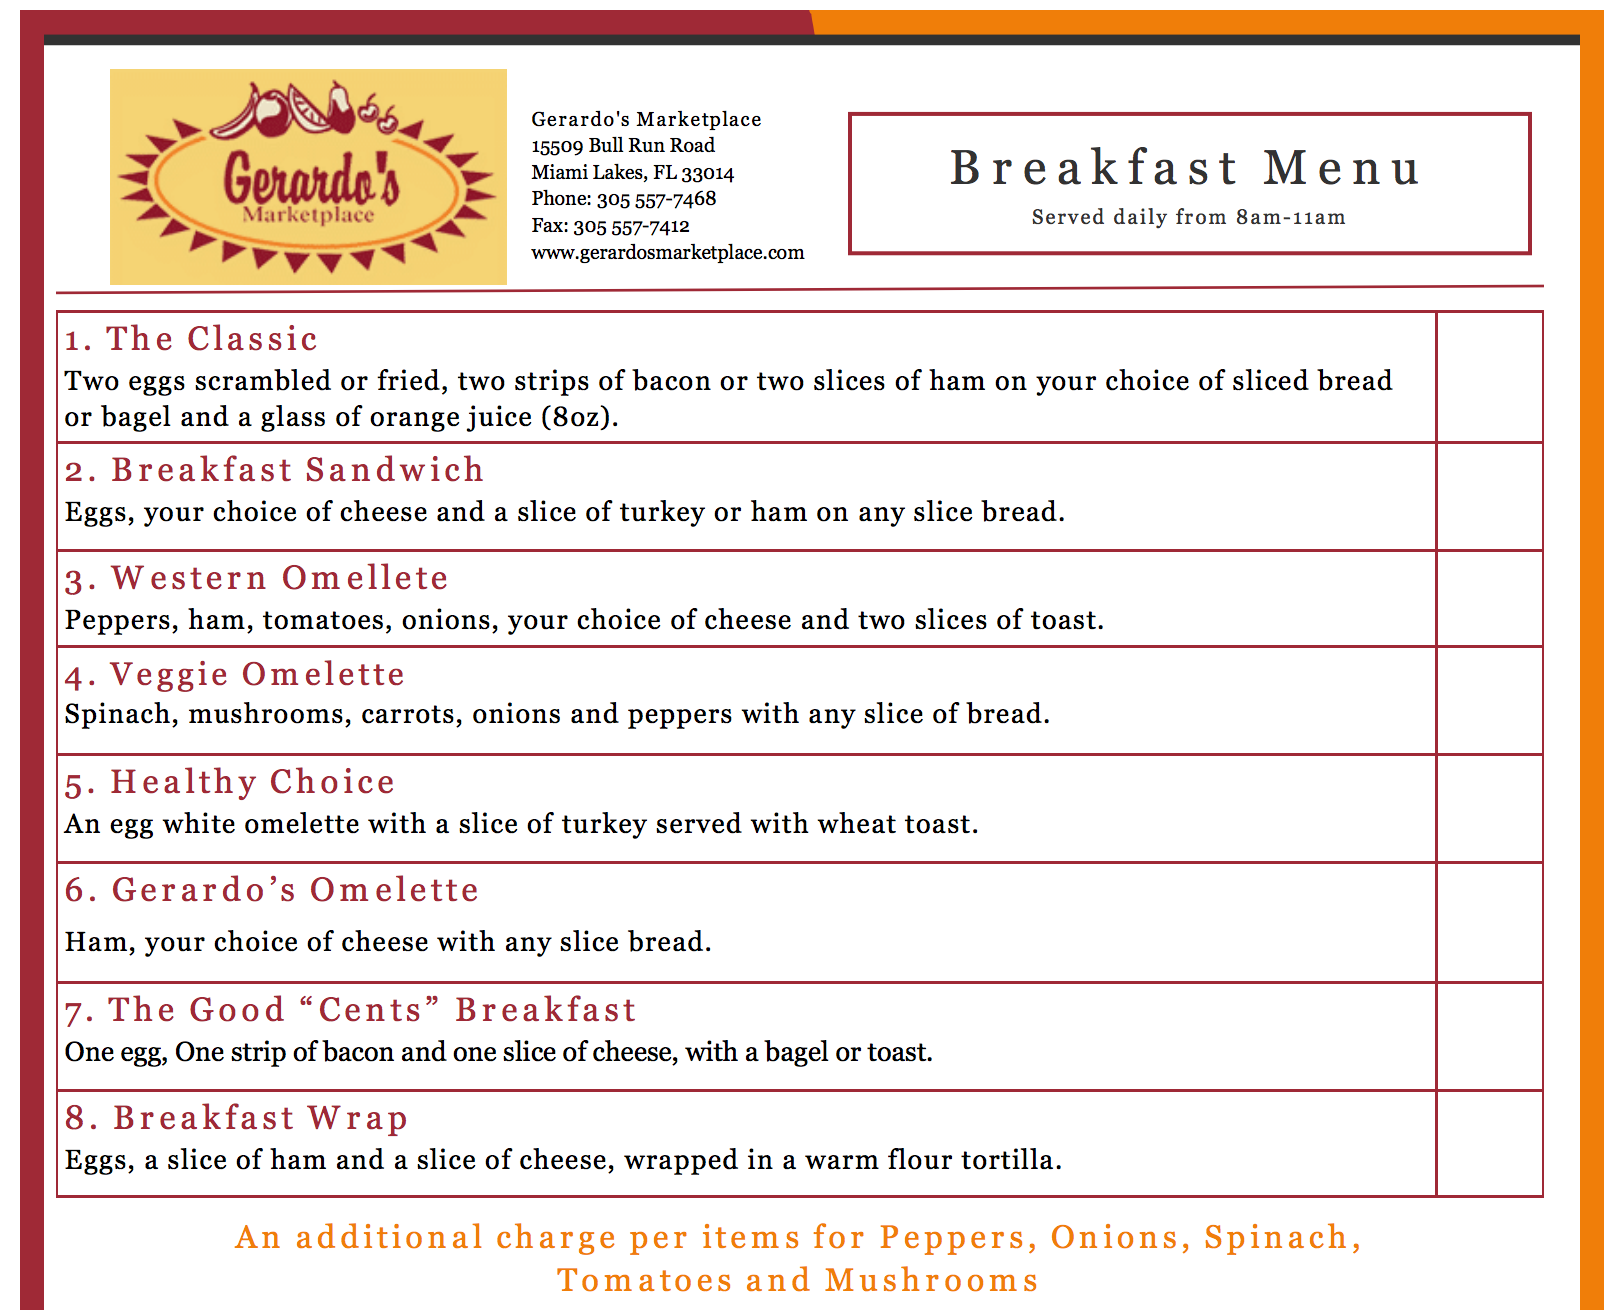 Gerardo's
Marketplace
Gerardo's Marketplace
15509 Bull Run Road
Miami Lakes, FL 33014
Phone: 305 557-7468
Fax: 305 557-7412
www.gerardosmarketplace.com
Breakfast Menu
Served daily from 8am-11am
1. The Classic
Two eggs scrambled or fried, two strips of bacon or two slices of ham on your choice of sliced bread
or bagel and a glass of orange juice (8oz).
2. Breakfast Sandwich
Eggs, your choice of cheese and a slice of turkey or ham on any slice bread.
3. Western Omellete
Peppers, ham, tomatoes, onions, your choice of cheese and two slices of toast.
4. Veggie Omelette
Spinach, mushrooms, carrots, onions and peppers with any slice of bread.
5. Healthy Choice
An egg white omelette with a slice of turkey served with wheat toast.
6. Gerardo’s Omelette
Ham, your choice of cheese with any slice bread.
7. The Good “Cents” Breakfast
One egg, One strip of bacon and one slice of cheese, with a bagel or toast.
8. Breakfast Wrap
Eggs, a slice of ham and a slice of cheese, wrapped in a warm flour tortilla.
An additional charge per items for Peppers, Onions, Spinach,
Tomatoes and Mushrooms